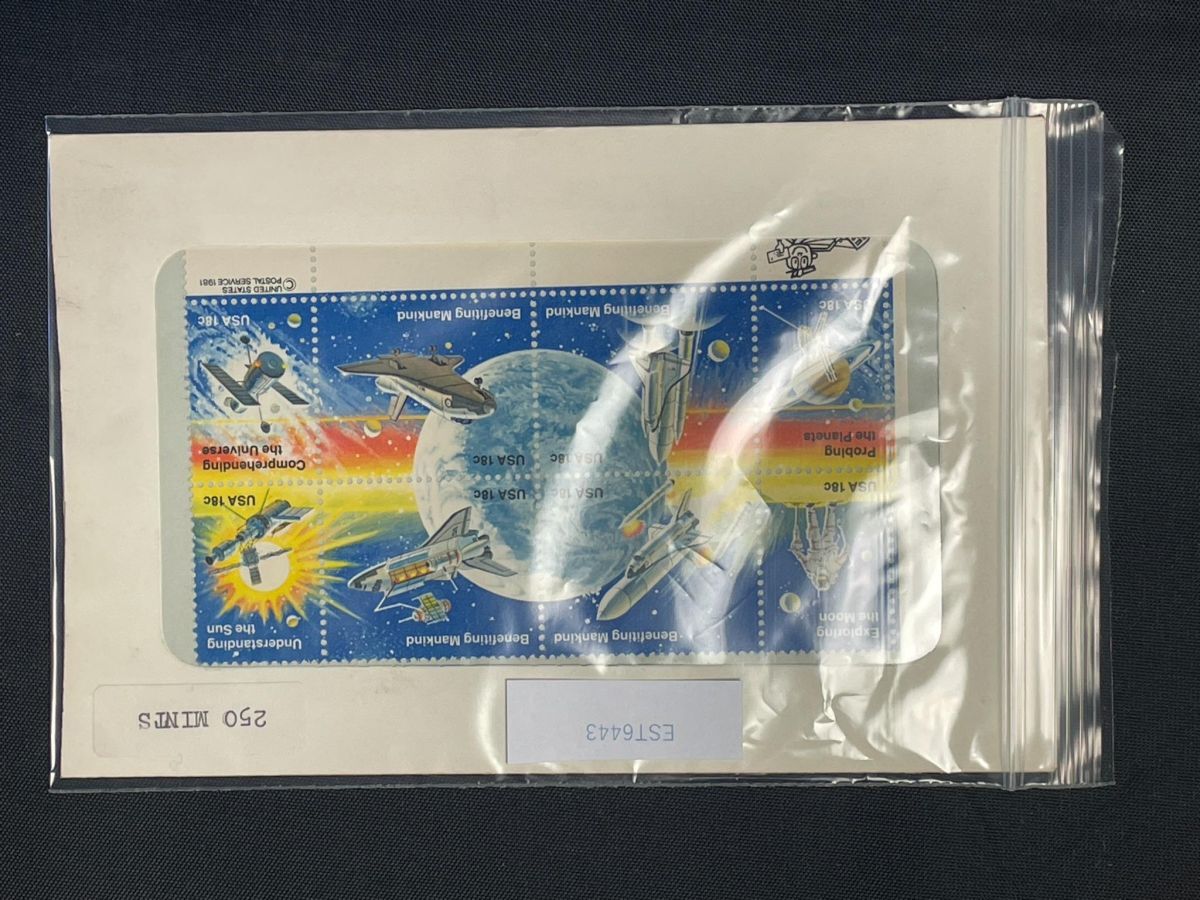 EST6443
250 MINTS
Exploring
the Moon
USA 18c
Benefiting Mankind
USA 18c
Benefiting Mankind
USA 18c
Understanding
the Sun
USA 18c
Probing
the Planets
USA 18c
USA 18c
Benefiting Mankind
USA 18c
Benefiting Mankind
Comprehending
the Universe
USA 18c
© UNITED STATES
POSTAL SERVICE 1981